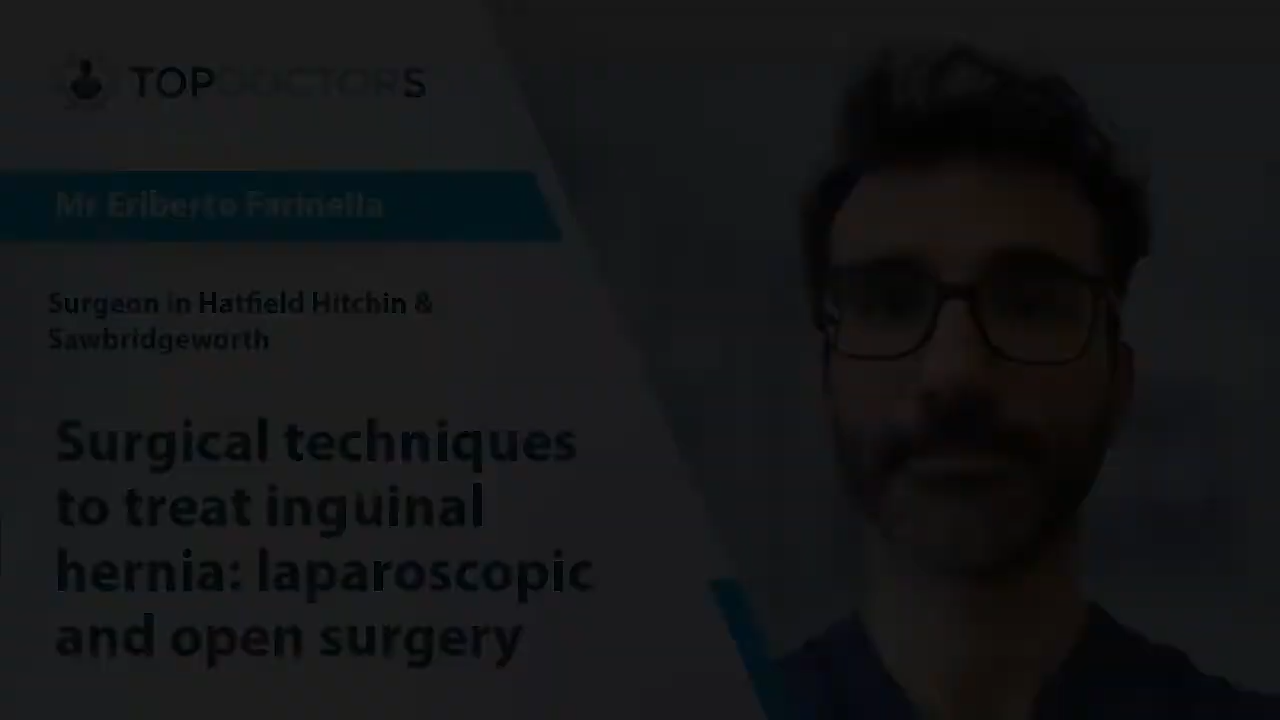 TOPDOCTORS
Mr Eriberto Farinella
Surgeon in Hatfield Hitchin &
Sawbridgeworth
Surgical techniques
to treat inguinal
hernia: laparoscopic
and open surgery